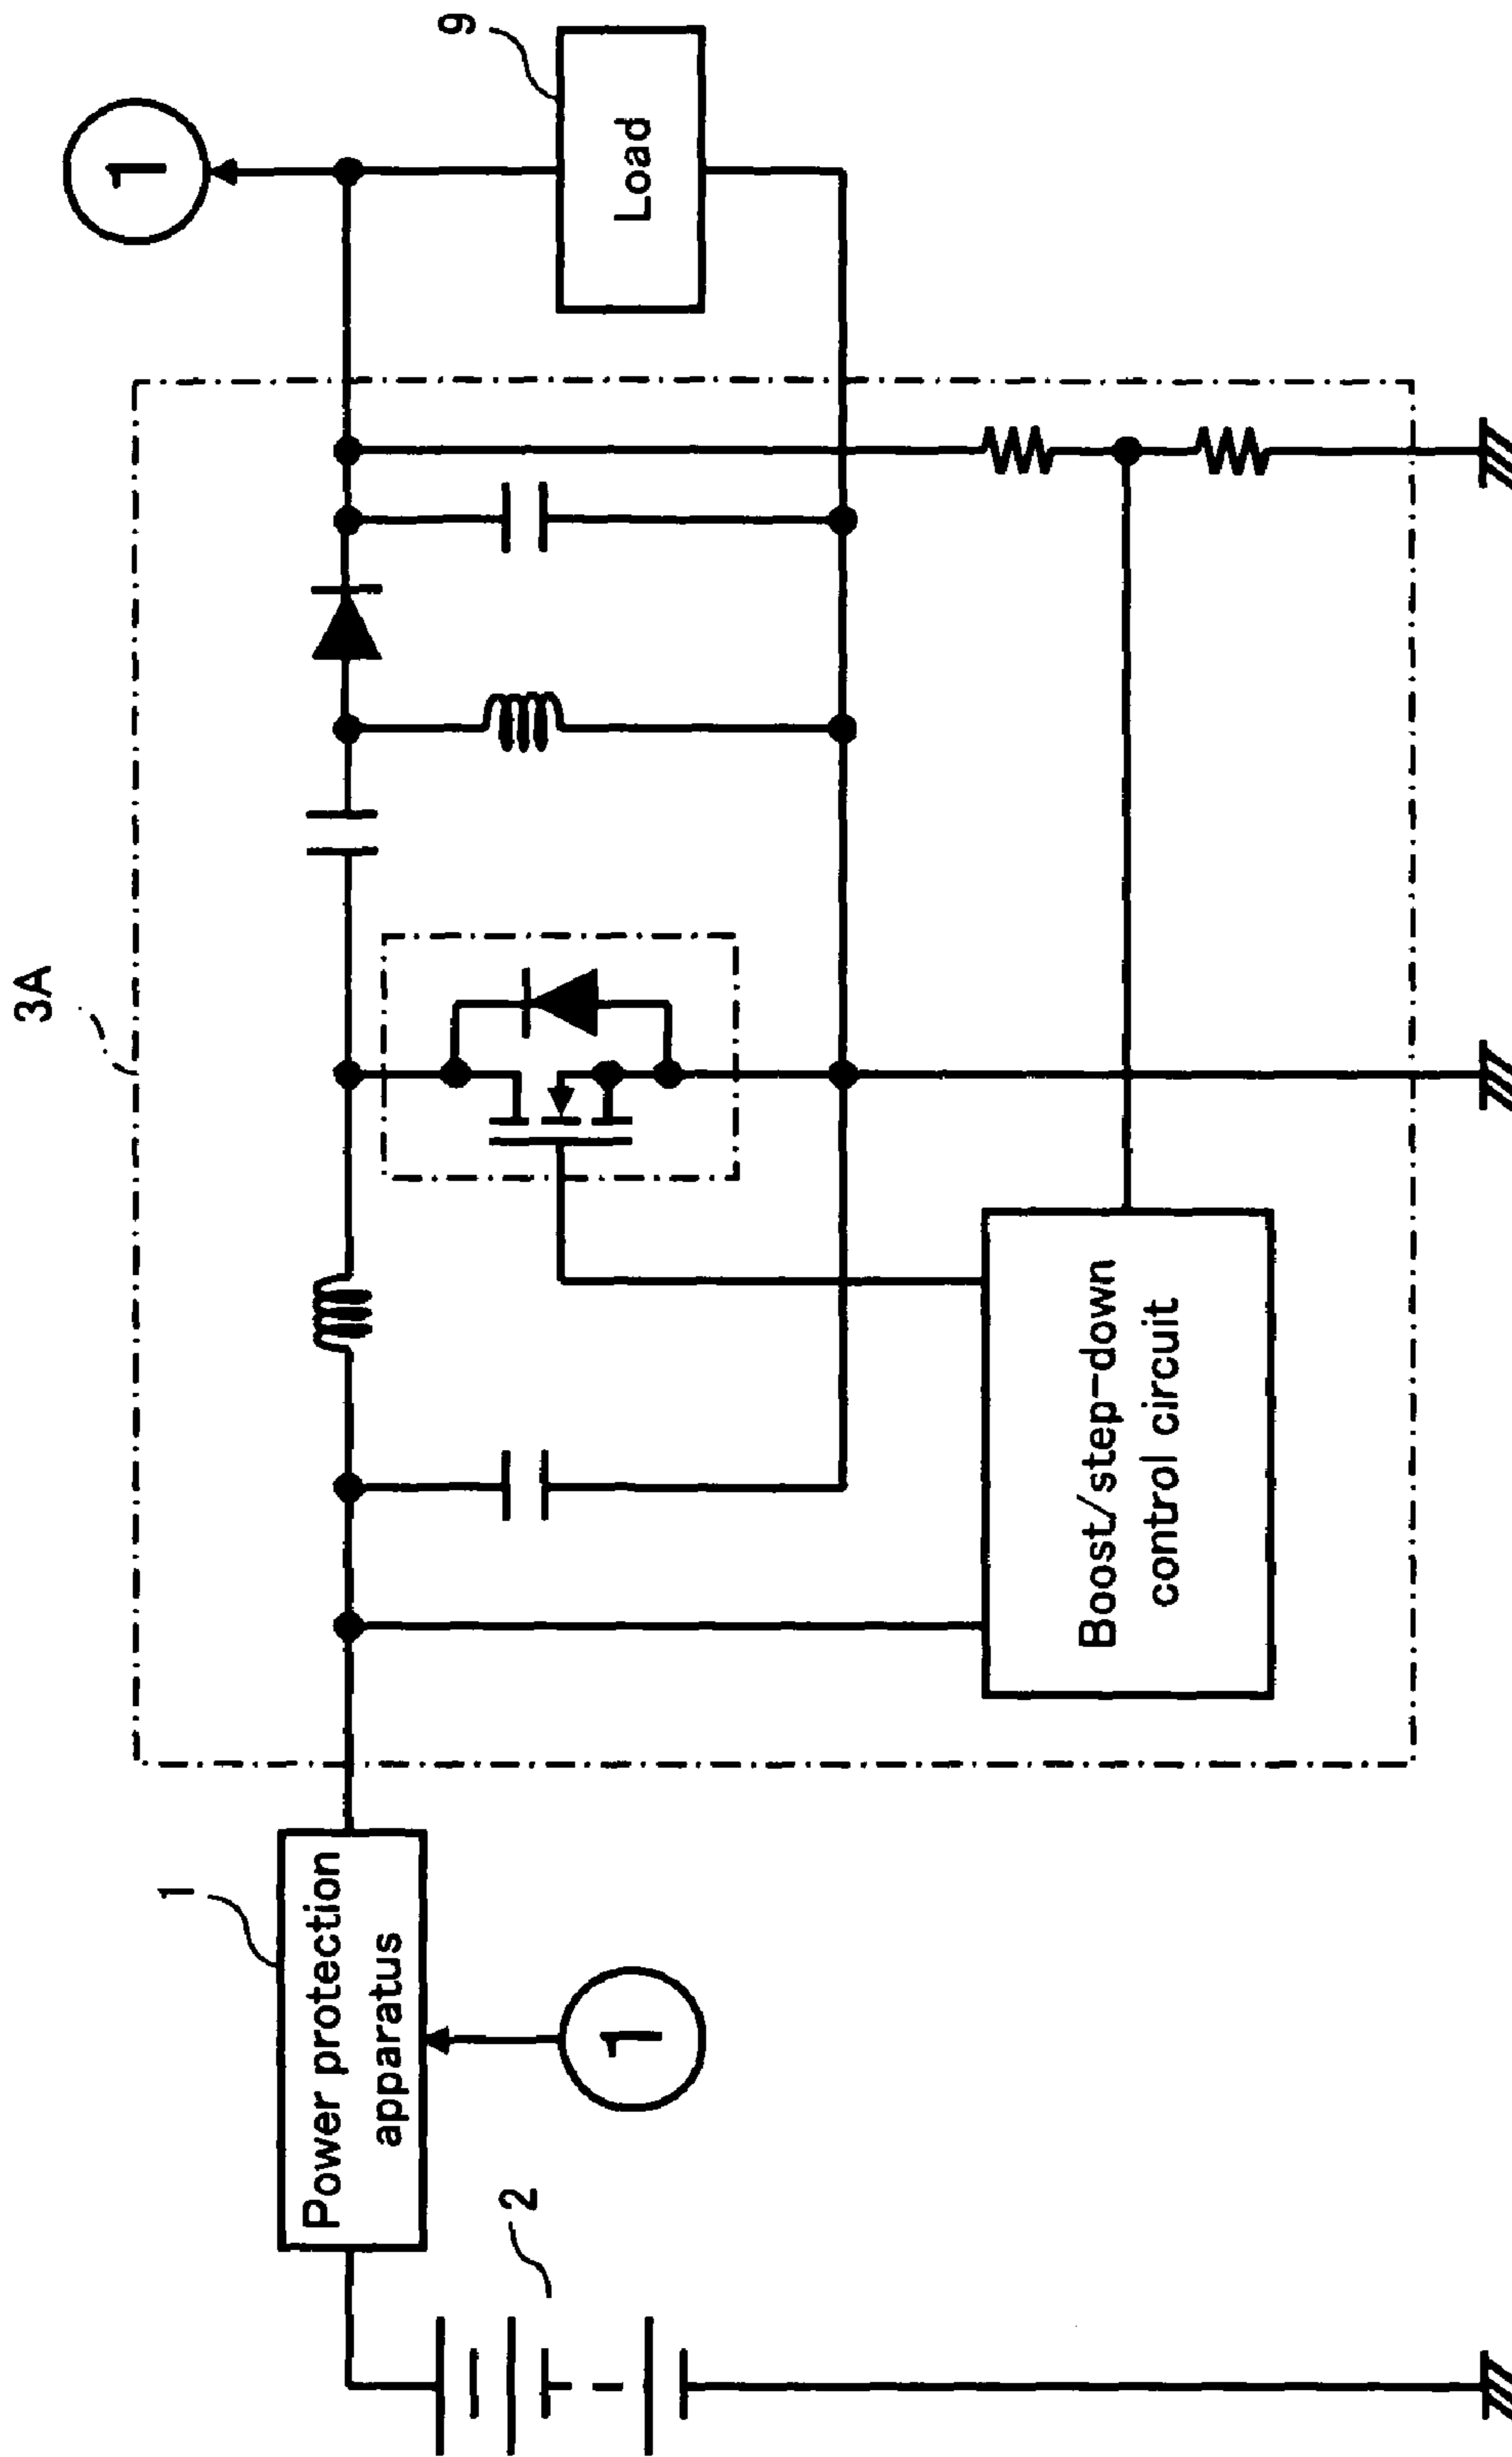 3A
1
Power protection
apparatus
1
2
Boost/step-down
control circuit
1
Load
9